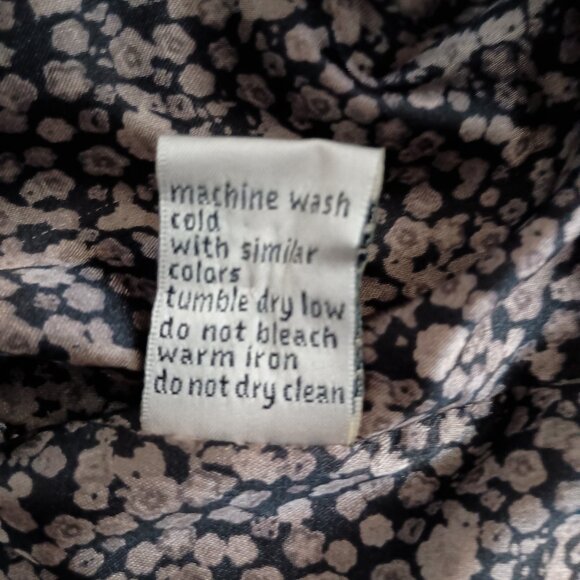 machine wash
cold
with similar
colors
tumble dry low
do not bleach
warm iron
do not dry clean